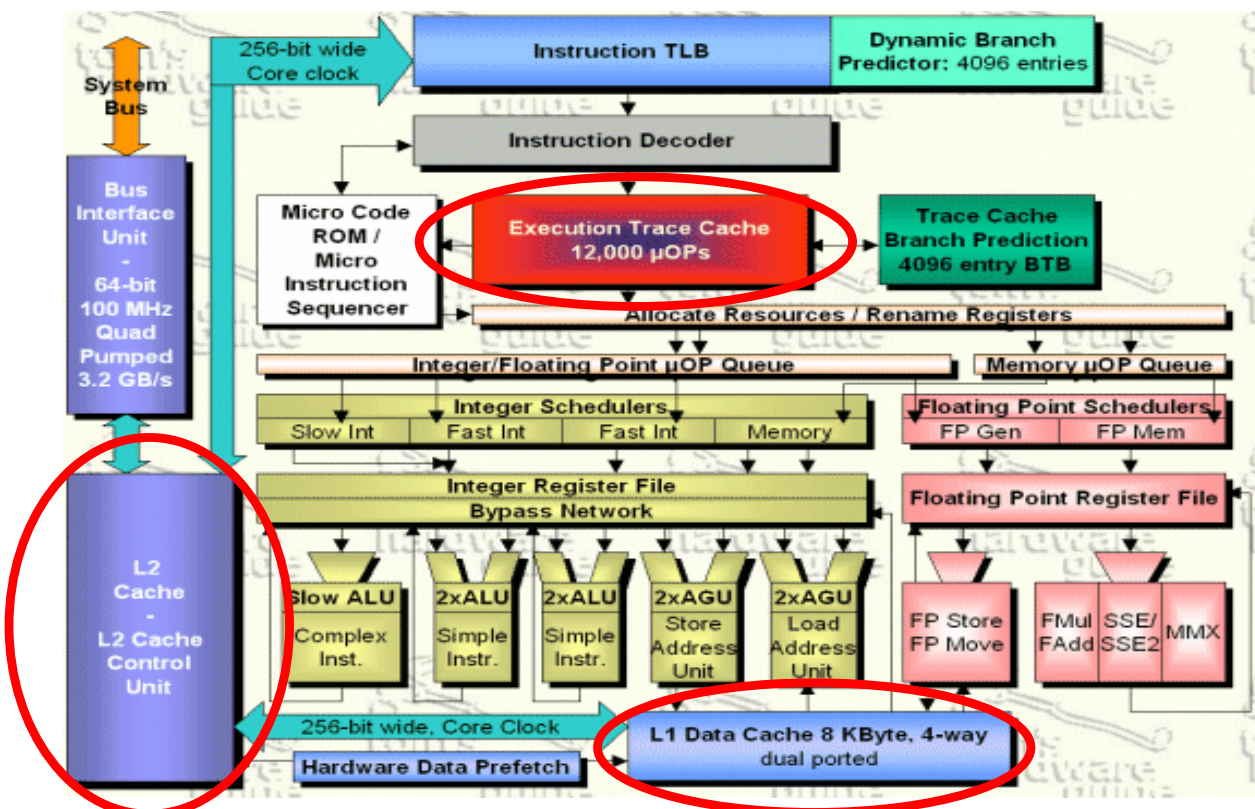 256-bit wide
Core clock
Instruction TLB
Dynamic Branch
Predictor: 4096 entries
System
Bus
Instruction Decoder
Bus
Interface
Unit
-
64-bit
100 MHz
Quad
Pumped
3.2 GB/s
Micro Code
ROM /
Micro
Instruction
Sequencer
Execution Trace Cache
12,000 µOPs
Trace Cache
Branch Prediction
4096 entry BTB
Allocate Resources / Rename Registers
Integer/Floating Point µOP Queue
Memory µOP Queue
Integer Schedulers
Slow Int
Fast Int
Fast Int
Memory
Floating Point Schedulers
FP Gen
FP Mem
Integer Register File
Bypass Network
Floating Point Register File
L2
Cache
-
L2 Cache
Control
Unit
Slow ALU
Complex
Inst.
2xALU
Simple
Instr.
2xALU
Simple
Instr.
2xAGU
Store
Address
Unit
2xAGU
Load
Address
Unit
FP Store
FP Move
FMul
FAdd
SSE/
SSE2
MMX
256-bit wide, Core Clock
Hardware Data Prefetch
L1 Data Cache 8 KByte, 4-way
dual ported